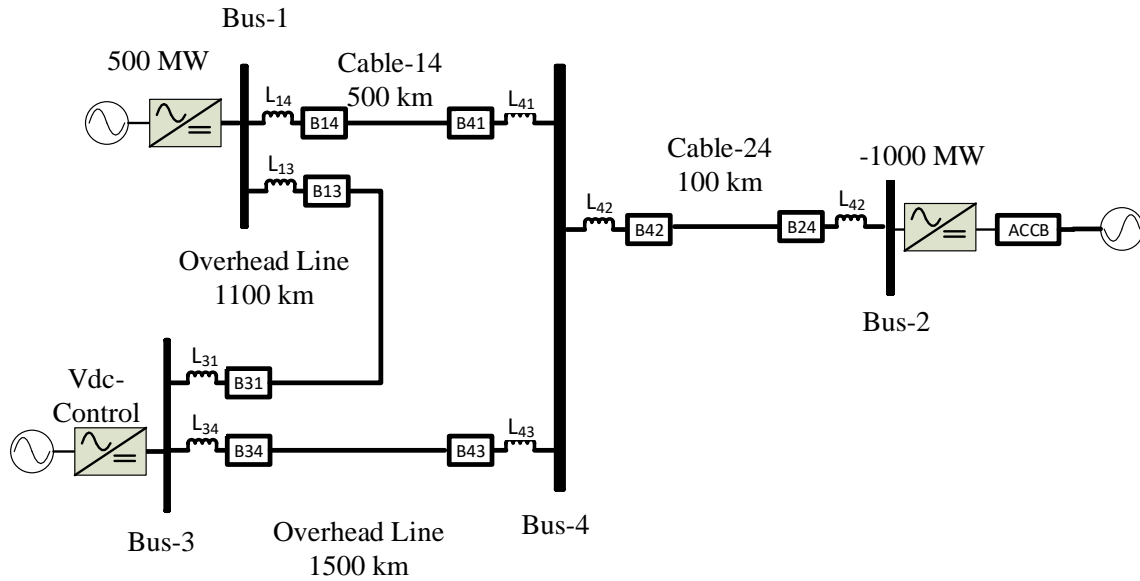 Bus-1
500 MW
Cable-14
500 km
L14
B14
B41
L41
L13
B13
Cable-24
100 km
-1000 MW
L42
B42
B24
L42
ACCB
Overhead Line
1100 km
Bus-2
Vdc-
Control
L31
B31
L34
B34
B43
L43
Bus-3
Overhead Line
1500 km
Bus-4